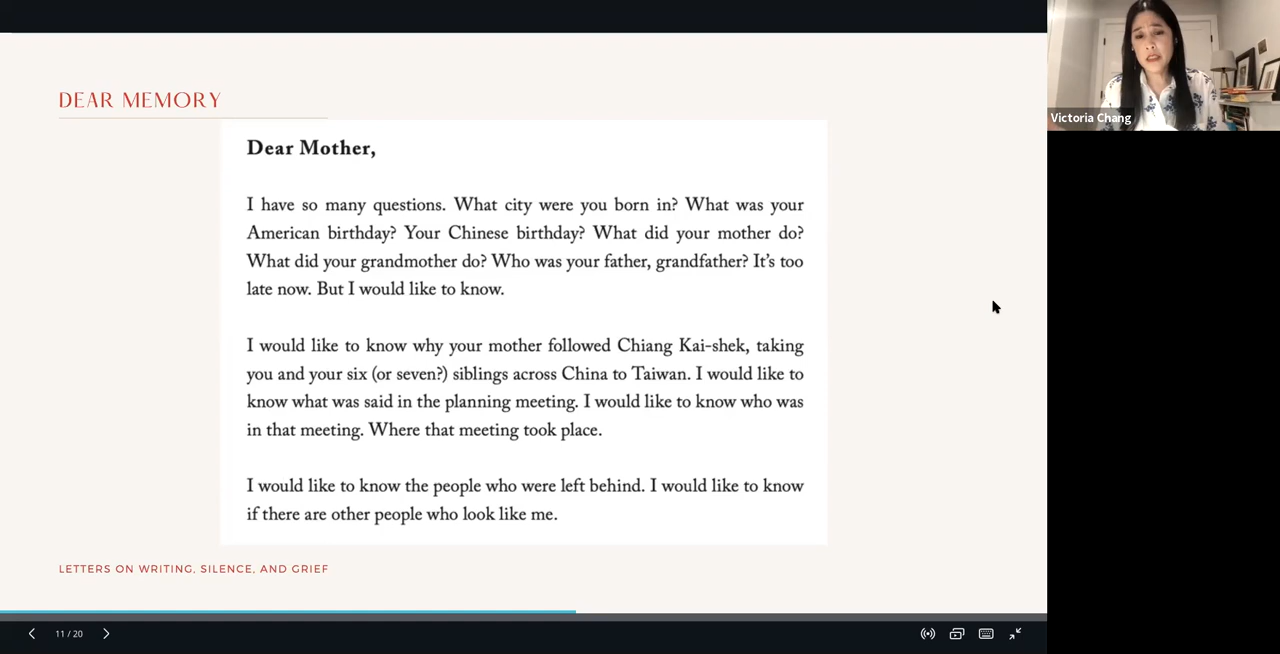 DEAR MEMORY
Dear Mother,
I have so many questions. What city were you born in? What was your
American birthday? Your Chinese birthday? What did your mother do?
What did your grandmother do? Who was your father, grandfather? It’s too
late now. But I would like to know.
I would like to know why your mother followed Chiang Kai-shek, taking
you and your six (or seven?) siblings across China to Taiwan. I would like to
know what was said in the planning meeting. I would like to know who was
in that meeting. Where that meeting took place.
I would like to know the people who were left behind. I would like to know
if there are other people who look like me.
LETTERS ON WRITING, SILENCE, AND GRIEF
11 / 20
Victoria Chang